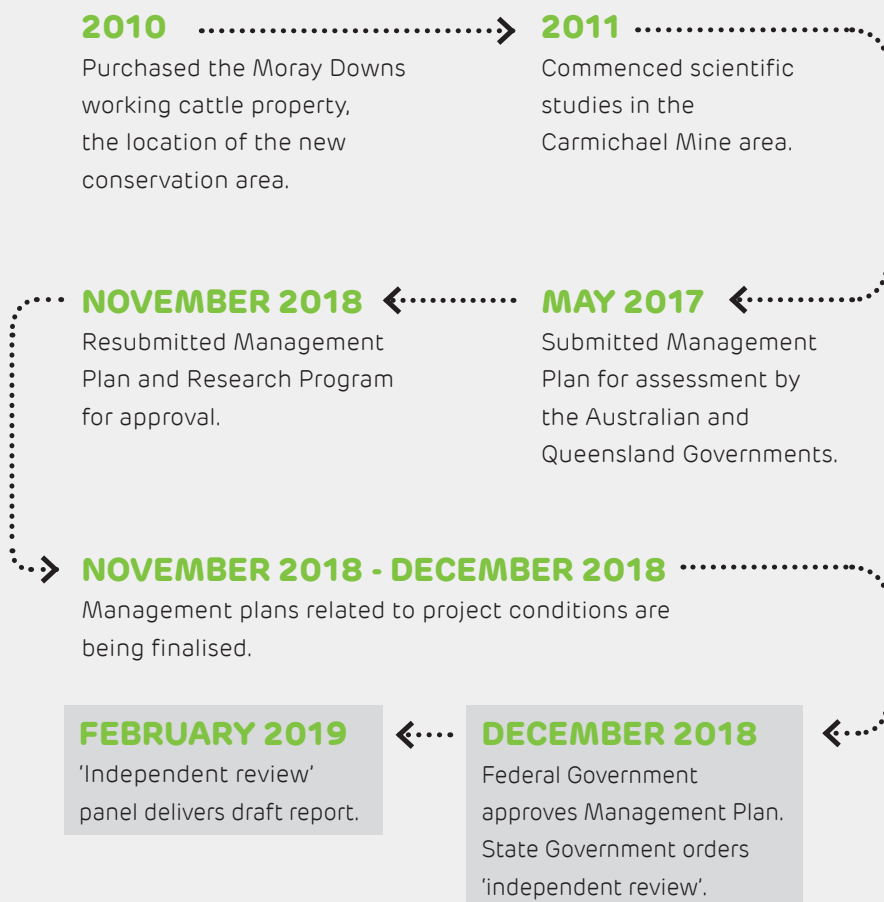 2010
Purchased the Moray Downs
working cattle property,
the location of the new
conservation area.
2011
Commenced scientific
studies in the
Carmichael Mine area.
MAY 2017
Submitted Management
Plan for assessment by
the Australian and
Queensland Governments.
NOVEMBER 2018
Resubmitted Management
Plan and Research Program
for approval.
NOVEMBER 2018 - DECEMBER 2018
Management plans related to project conditions are
being finalised.
DECEMBER 2018
Federal Government
approves Management Plan.
State Government orders
‘independent review’.
FEBRUARY 2019
‘Independent review’
panel delivers draft report.